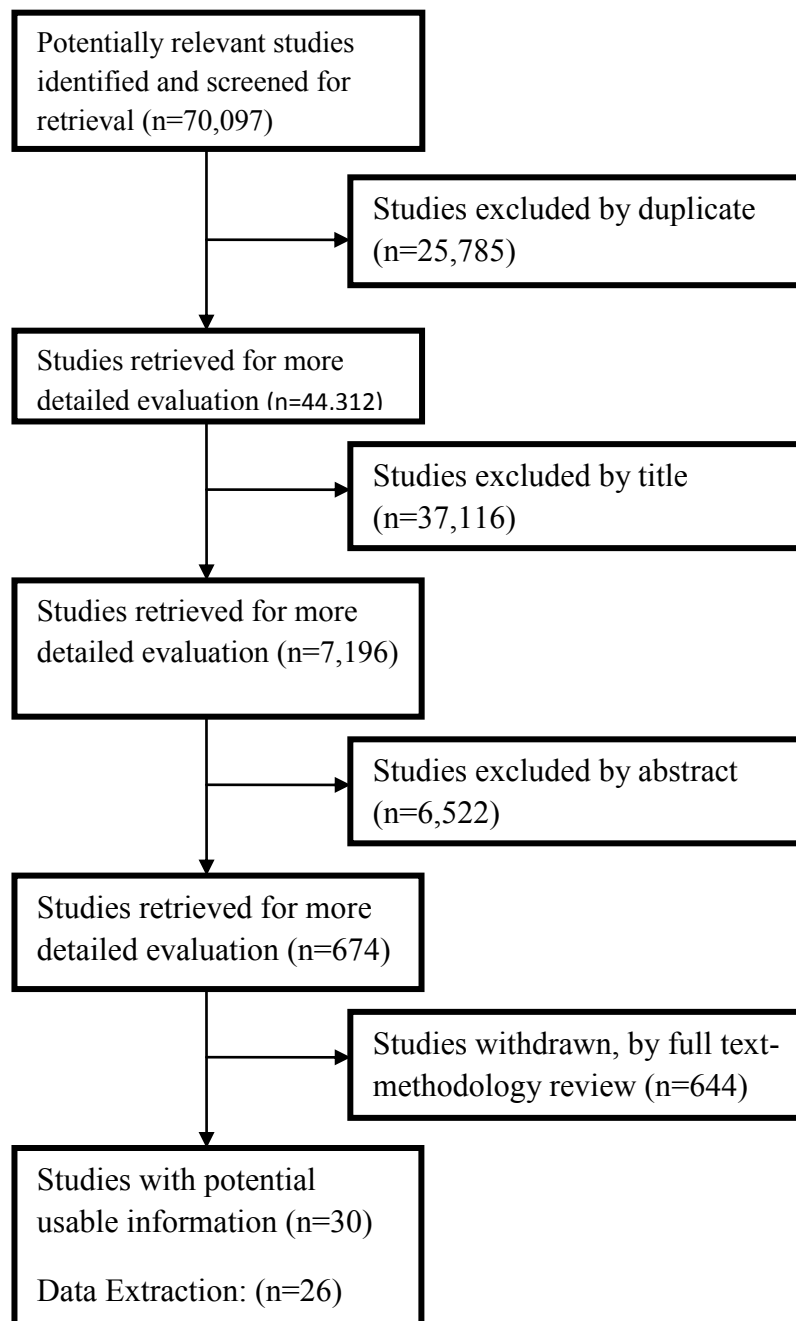 Potentially relevant studies
identified and screened for
retrieval (n=70,097)
Studies excluded by duplicate
(n=25,785)
Studies retrieved for more
detailed evaluation (n=44.312)
Studies excluded by title
(n=37,116)
Studies retrieved for more
detailed evaluation (n=7,196)
Studies excluded by abstract
(n=6,522)
Studies retrieved for more
detailed evaluation (n=674)
Studies withdrawn, by full text-
methodology review (n=644)
Studies with potential
usable information (n=30)
Data Extraction: (n=26)